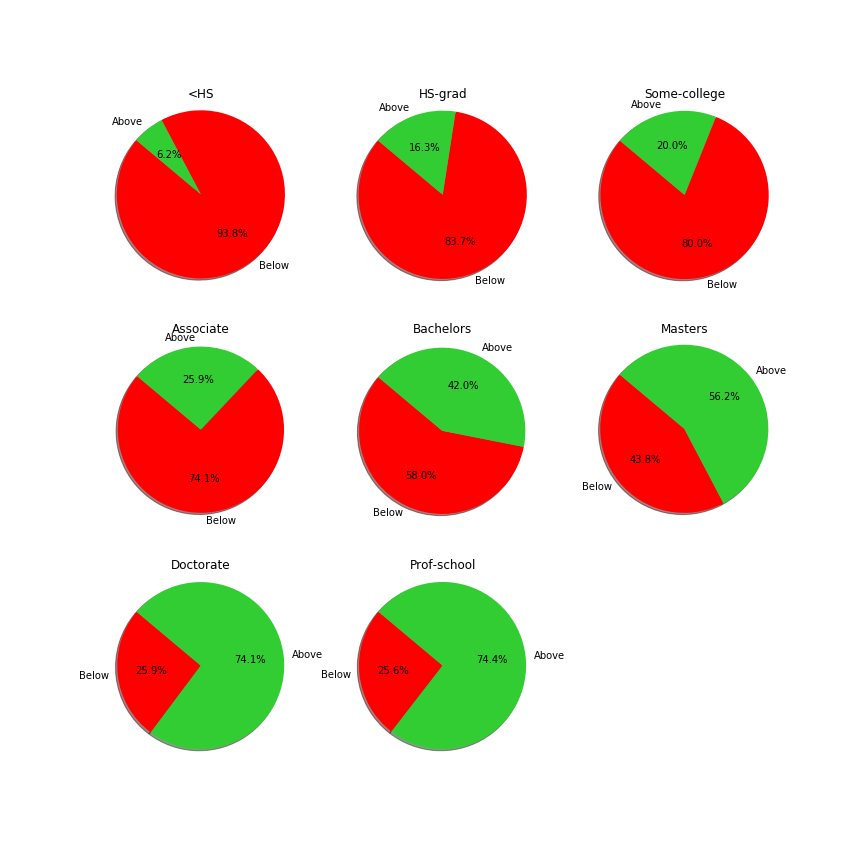 <HS
Above
6.2%
93.8%
Below
HS-grad
Above
16.3%
83.7%
Below
Some-college
Above
20.0%
80.0%
Below
Associate
Above
25.9%
74.1%
Below
Bachelors
Above
42.0%
58.0%
Below
Masters
Above
56.2%
43.8%
Below
Doctorate
Above
74.1%
25.9%
Below
Prof-school
Above
74.4%
25.6%
Below